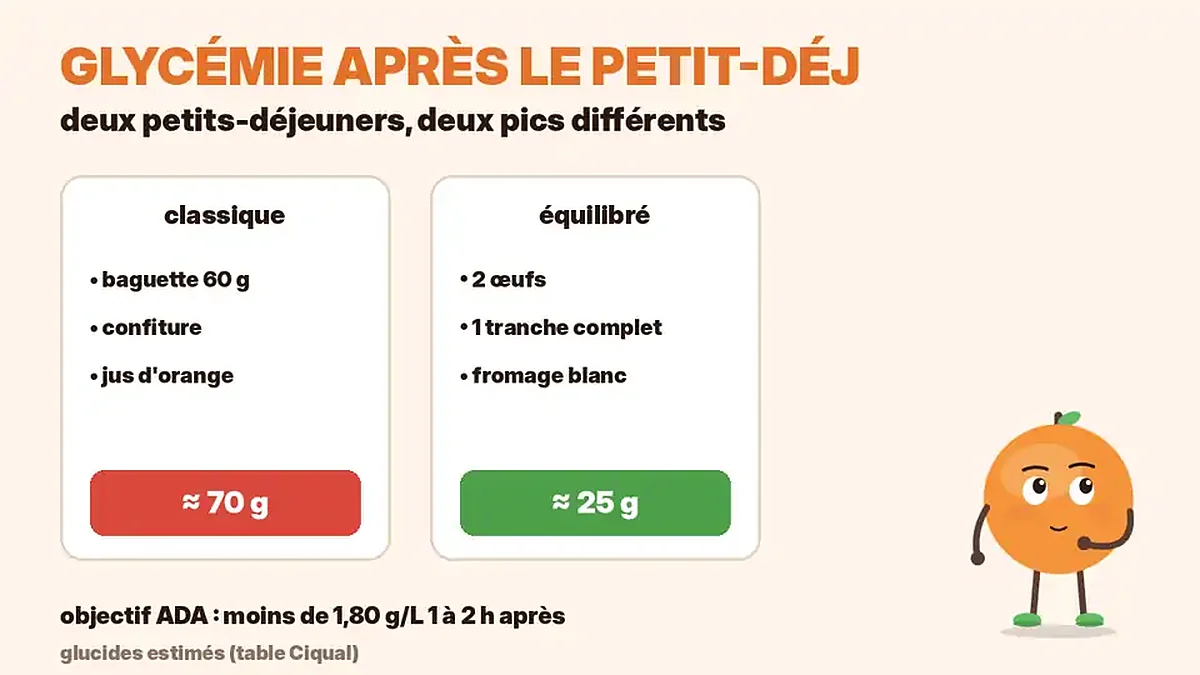 GLYCÉMIE APRÈS LE PETIT-DÉJ
deux petits-déjeuners, deux pics différents
classique
• baguette 60 g
• confiture
• jus d'orange
≈ 70 g
équilibré
• 2 œufs
• 1 tranche complet
• fromage blanc
≈ 25 g
objectif ADA : moins de 1,80 g/L 1 à 2 h après
glucides estimés (table Ciqual)